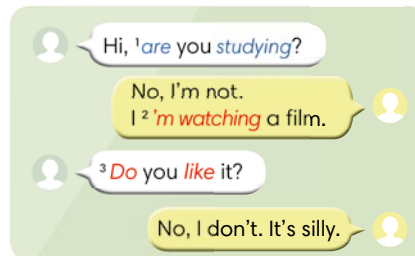 Hi, ¹are you studying?
No, I'm not.
I ²'m watching a film.
³Do you like it?
No, I don't. It's silly.